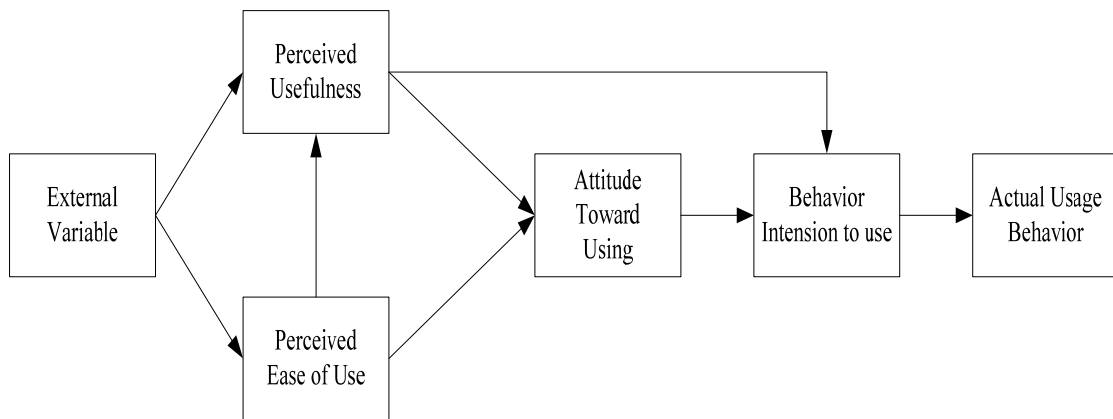 Perceived
Usefulness
External
Variable
Attitude
Toward
Using
Behavior
Intension to use
Actual Usage
Behavior
Perceived
Ease of Use